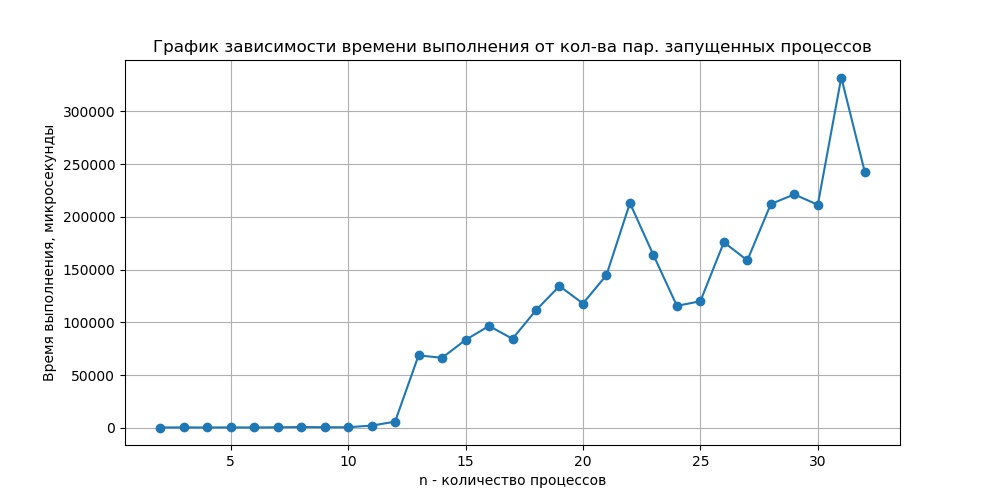 График зависимости времени выполнения от кол-ва пар. запущенных процессов
Время выполнения, микросекунды
300000
250000
200000
150000
100000
50000
0
5 10 15 20 25 30
n - количество процессов